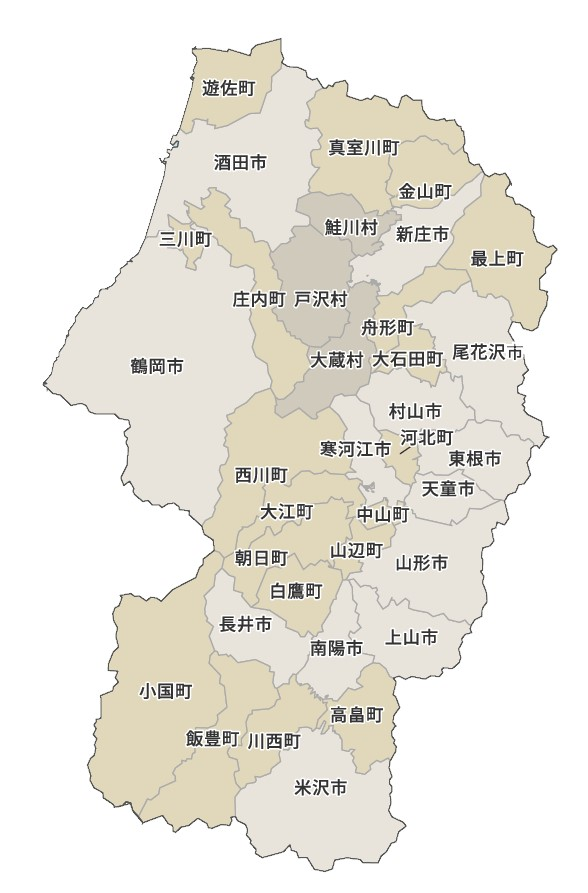 遊佐町
真室川町
酒田市
金山町
鮭川村
新庄市
三川町
最上町
庄内町
戸沢村
舟形町
尾花沢市
大蔵村
大石田町
鶴岡市
村山市
河北町
寒河江市
東根市
西川町
天童市
大江町
中山町
山辺町
朝日町
山形市
白鷹町
長井市
上山市
南陽市
小国町
高畠町
飯豊町
川西町
米沢市